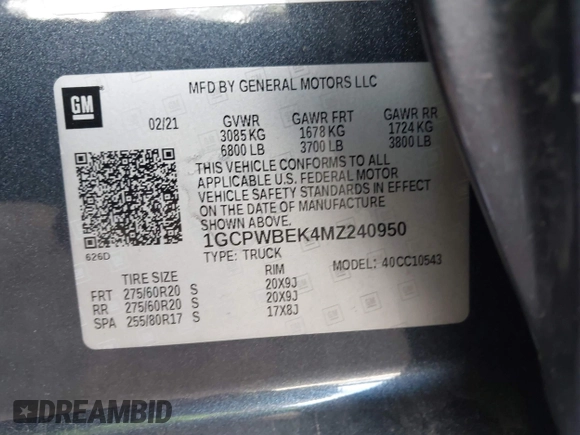 MFD BY GENERAL MOTORS LLC
GM
02/21 GVWR GAWR FRT GAWR RR
3085 KG 1678 KG 1724 KG
6800 LB 3700 LB 3800 LB
THIS VEHICLE CONFORMS TO ALL
APPLICABLE U.S. FEDERAL MOTOR
VEHICLE SAFETY STANDARDS IN EFFECT
ON THE DATE OF MANUFACTURE
SHOWN ABOVE.
626D
1GCPWBEK4MZ240950
TYPE: TRUCK MODEL: 40CC10543
TIRE SIZE RIM
FRT 275/60R20 S 20X9J
RR 275/60R20 S 20X9J
SPA 255/80R17 S 17X8J
DREAMBID